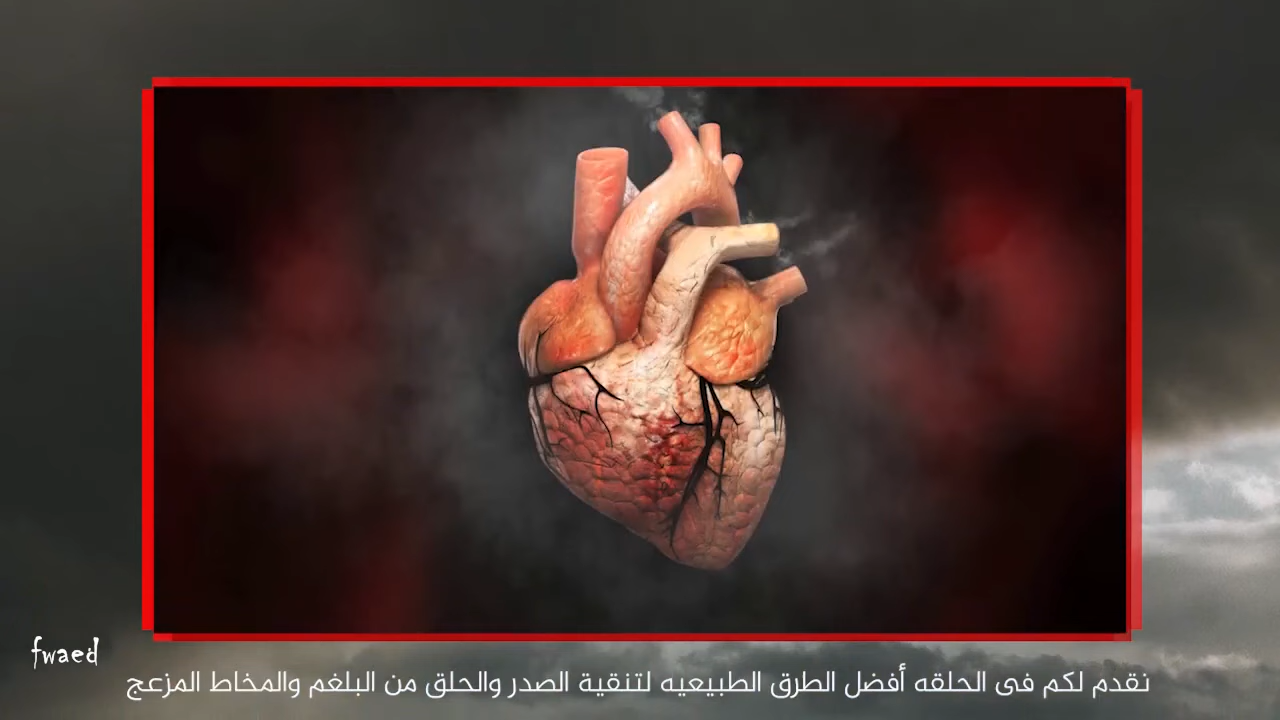 fwaed
نقدم لكم فى الحلقه أفضل الطرق الطبيعيه لتنقية الصدر والحلق من البلغم والمخاط المزعج